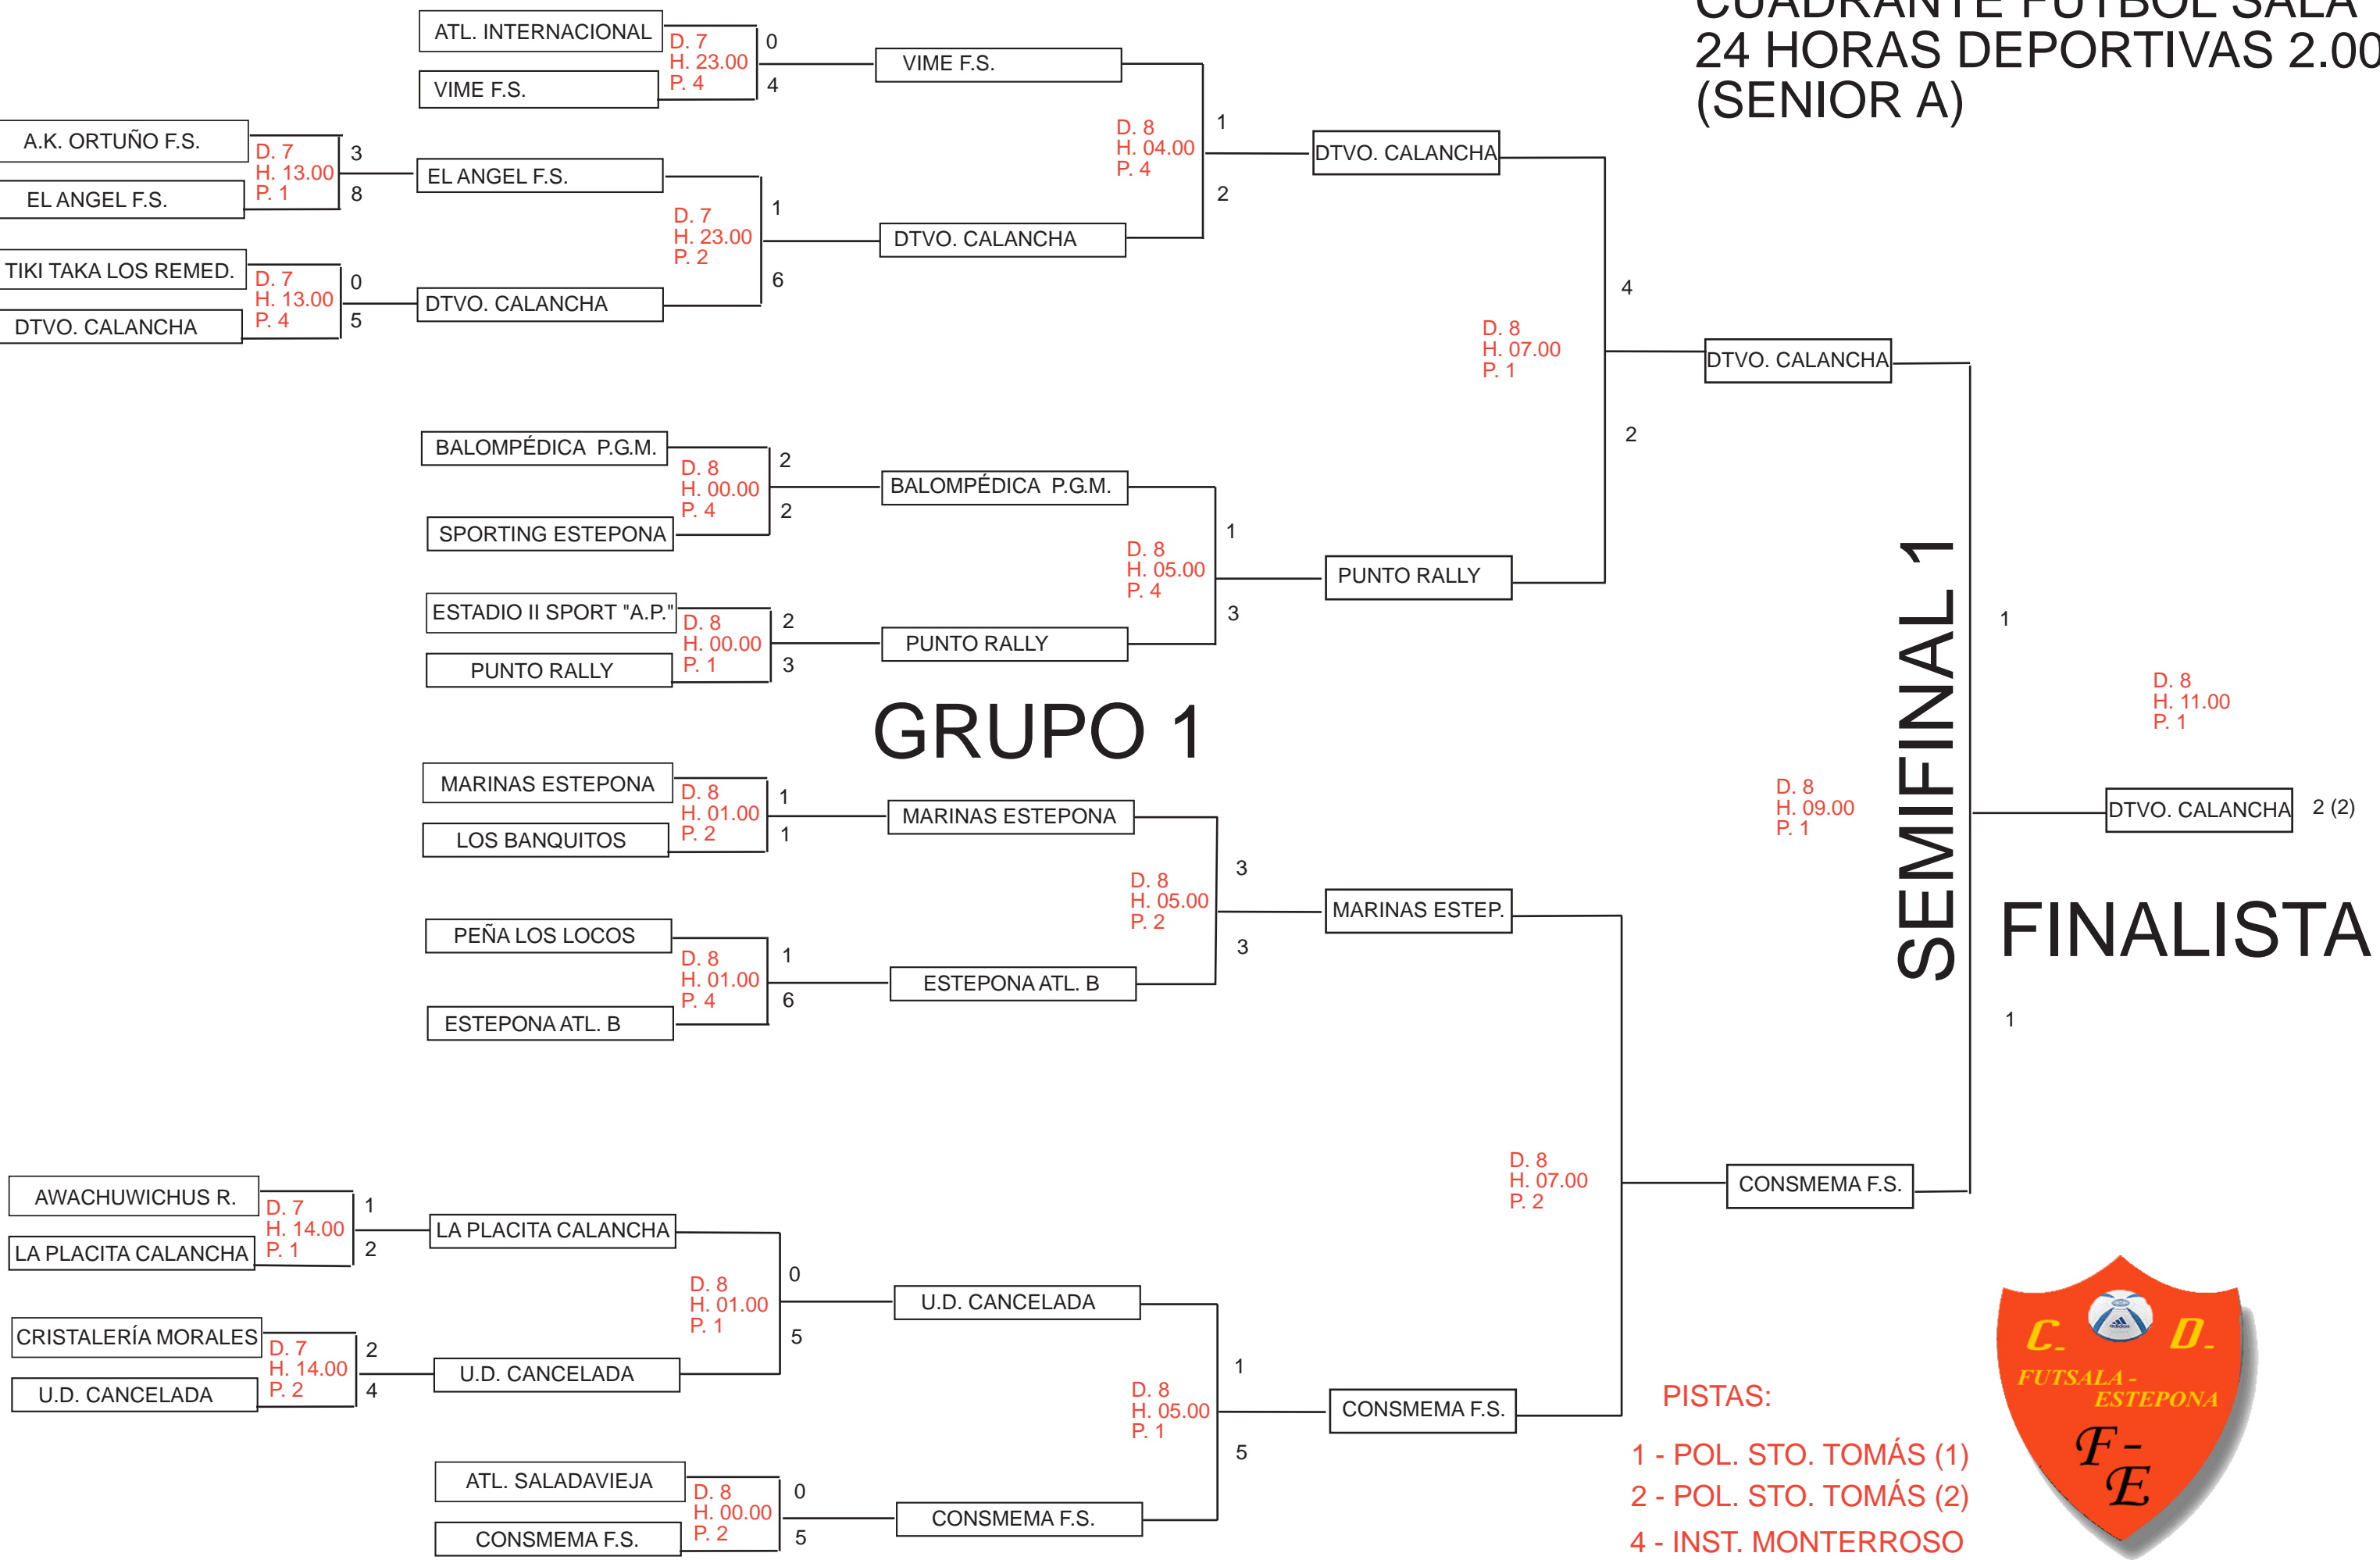 CUADRANTE FUTBOL SALA
24 HORAS DEPORTIVAS 2.00
(SENIOR A)
ATL. INTERNACIONAL
VIME F.S.
D. 7
H. 23.00
P. 4
0
4
VIME F.S.
A.K. ORTUÑO F.S.
EL ANGEL F.S.
D. 7
H. 13.00
P. 1
3
8
EL ANGEL F.S.
TIKI TAKA LOS REMED.
DTVO. CALANCHA
D. 7
H. 13.00
P. 4
0
5
DTVO. CALANCHA
D. 7
H. 23.00
P. 2
1
6
DTVO. CALANCHA
D. 8
H. 04.00
P. 4
1
2
DTVO. CALANCHA
BALOMPÉDICA P.G.M.
SPORTING ESTEPONA
D. 8
H. 00.00
P. 4
2
2
BALOMPÉDICA P.G.M.
ESTADIO II SPORT "A.P."
PUNTO RALLY
D. 8
H. 00.00
P. 1
2
3
PUNTO RALLY
D. 8
H. 05.00
P. 4
1
3
PUNTO RALLY
D. 8
H. 07.00
P. 1
4
2
DTVO. CALANCHA
GRUPO 1
MARINAS ESTEPONA
LOS BANQUITOS
D. 8
H. 01.00
P. 2
1
1
MARINAS ESTEPONA
PEÑA LOS LOCOS
ESTEPONA ATL. B
D. 8
H. 01.00
P. 4
1
6
ESTEPONA ATL. B
D. 8
H. 05.00
P. 2
3
3
MARINAS ESTEP.
AWACHUWICHUS R.
LA PLACITA CALANCHA
D. 7
H. 14.00
P. 1
1
2
LA PLACITA CALANCHA
CRISTALERÍA MORALES
U.D. CANCELADA
D. 7
H. 14.00
P. 2
2
4
U.D. CANCELADA
D. 8
H. 01.00
P. 1
0
5
U.D. CANCELADA
ATL. SALADAVIEJA
CONSMEMA F.S.
D. 8
H. 00.00
P. 2
0
5
CONSMEMA F.S.
D. 8
H. 05.00
P. 1
1
5
CONSMEMA F.S.
D. 8
H. 07.00
P. 2
CONSMEMA F.S.
SEMIFINAL 1
D. 8
H. 09.00
P. 1
1
1
D. 8
H. 11.00
P. 1
DTVO. CALANCHA
2 (2)
FINALISTA
PISTAS:
1 - POL. STO. TOMÁS (1)
2 - POL. STO. TOMÁS (2)
4 - INST. MONTERROSO
C. D.
FUTSALA -
ESTEPONA
F -
E
adidas